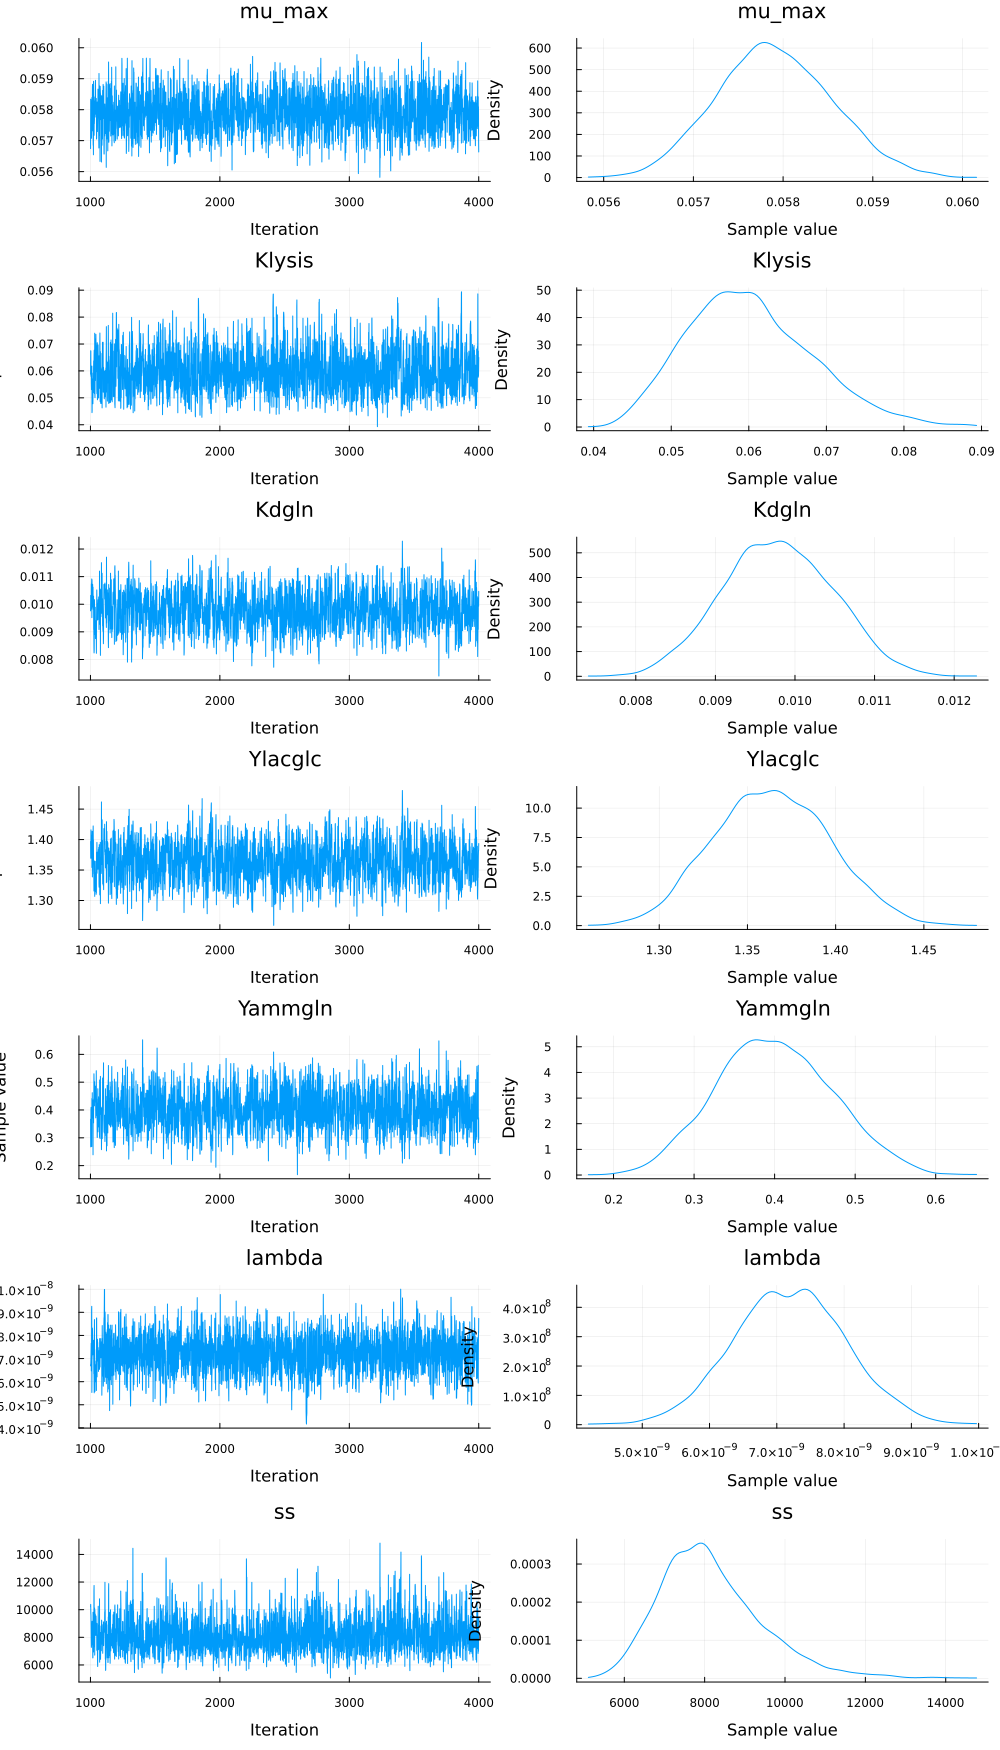 mu_max mu_max
0.060
0.059
0.058
0.057
0.056
1000 2000 3000 4000
Iteration
Density
600
500
400
300
200
100
0
0.056 0.057 0.058 0.059 0.060
Sample value
Klysis Klysis
0.09
0.08
0.07
0.06
0.05
0.04
1000 2000 3000 4000
Iteration
Density
50
40
30
20
10
0
0.04 0.05 0.06 0.07 0.08 0.09
Sample value
Kdgln Kdgln
0.012
0.011
0.010
0.009
0.008
1000 2000 3000 4000
Iteration
Density
500
400
300
200
100
0
0.008 0.009 0.010 0.011 0.012
Sample value
Ylacglc Ylacglc
1.45
1.40
1.35
1.30
1000 2000 3000 4000
Iteration
Density
10.0
7.5
5.0
2.5
0.0
1.30 1.35 1.40 1.45
Sample value
Yammgln Yammgln
Sample value
0.6
0.5
0.4
0.3
0.2
1000 2000 3000 4000
Iteration
Density
5
4
3
2
1
0
0.2 0.3 0.4 0.5 0.6
Sample value
lambda lambda
1.0×10⁻⁸
9.0×10⁻⁹
8.0×10⁻⁹
7.0×10⁻⁹
6.0×10⁻⁹
5.0×10⁻⁹
4.0×10⁻⁹
1000 2000 3000 4000
Iteration
Density
4.0×10⁸
3.0×10⁸
2.0×10⁸
1.0×10⁸
0
5.0×10⁻⁹ 6.0×10⁻⁹ 7.0×10⁻⁹ 8.0×10⁻⁹ 9.0×10⁻⁹ 1.0×10⁻
Sample value
ss ss
14000
12000
10000
8000
6000
1000 2000 3000 4000
Iteration
Density
0.0003
0.0002
0.0001
0.0000
6000 8000 10000 12000 14000
Sample value